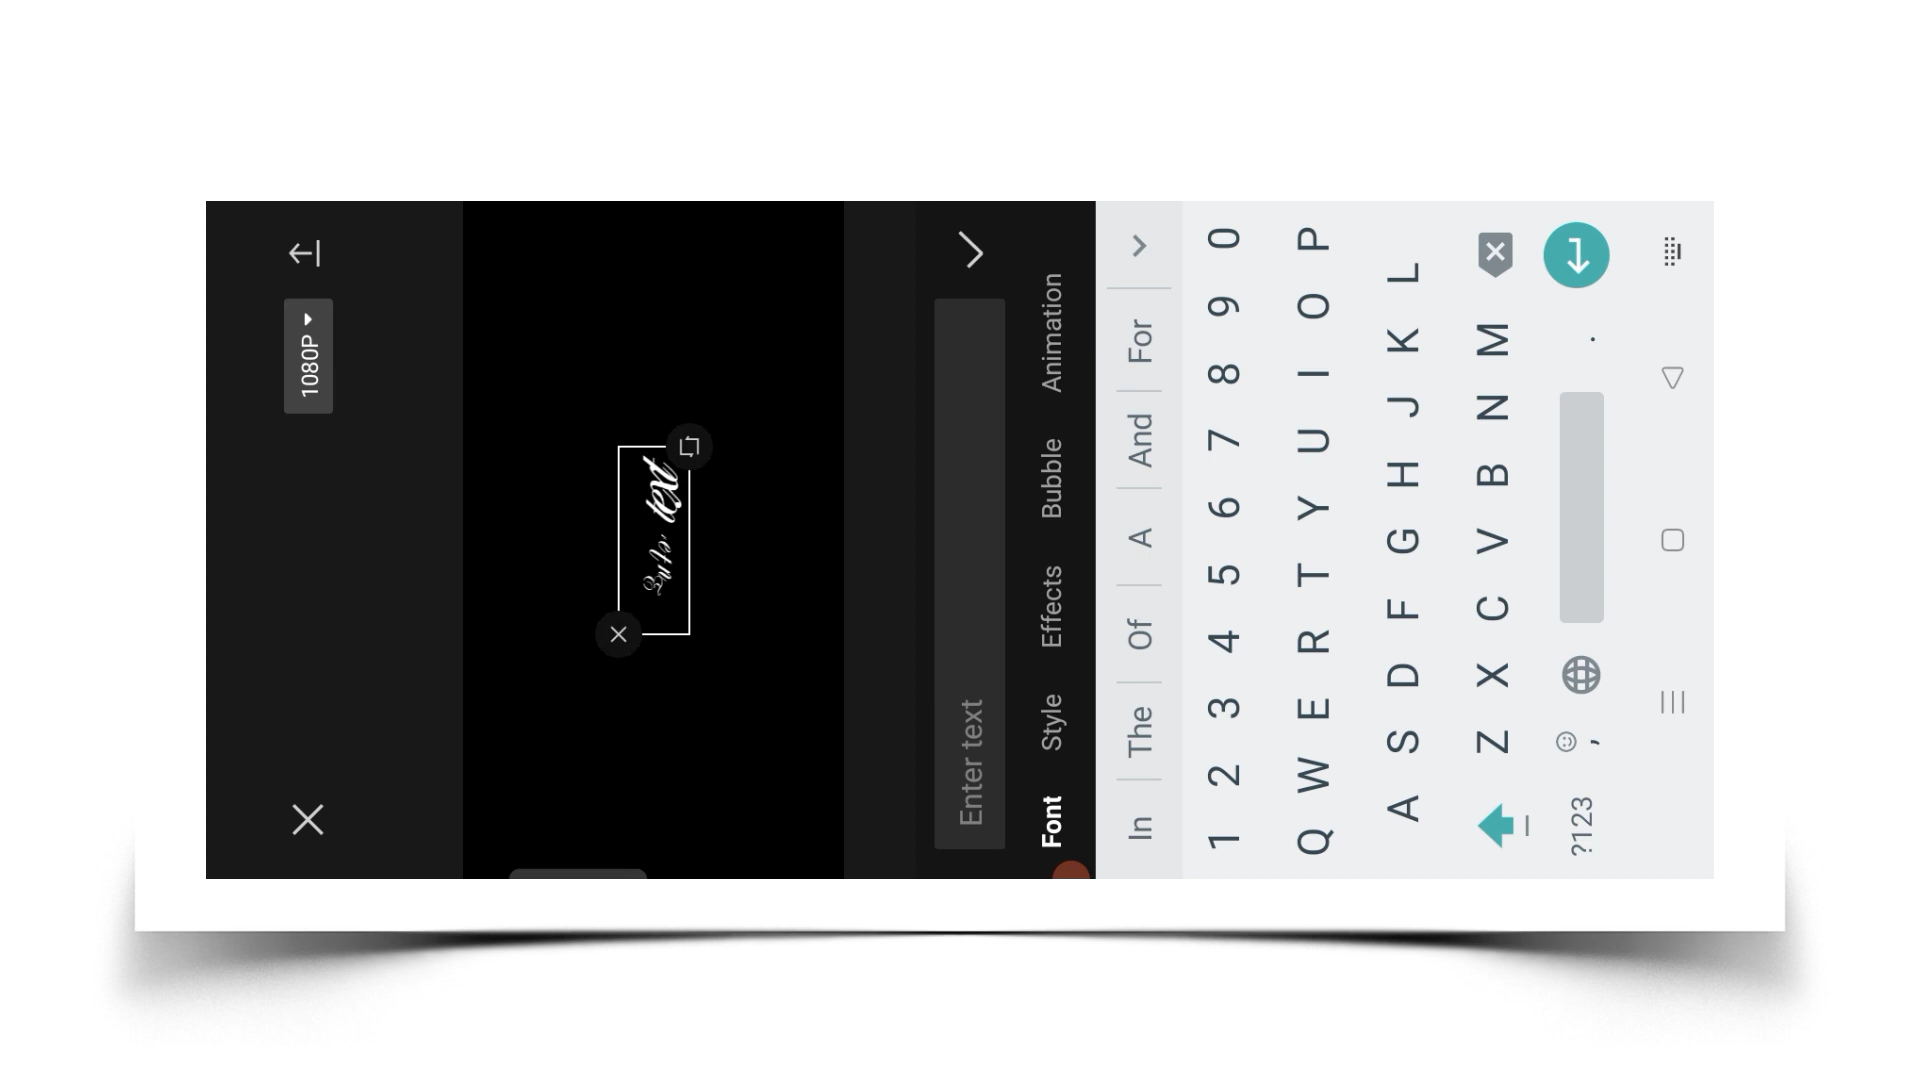 1080P
Enter text
Enter text
Font Style Effects Bubble Animation
In The Of A And For
1 2 3 4 5 6 7 8 9 0
Q W E R T Y U I O P
A S D F G H J K L
Z X C V B N M
?123 , .